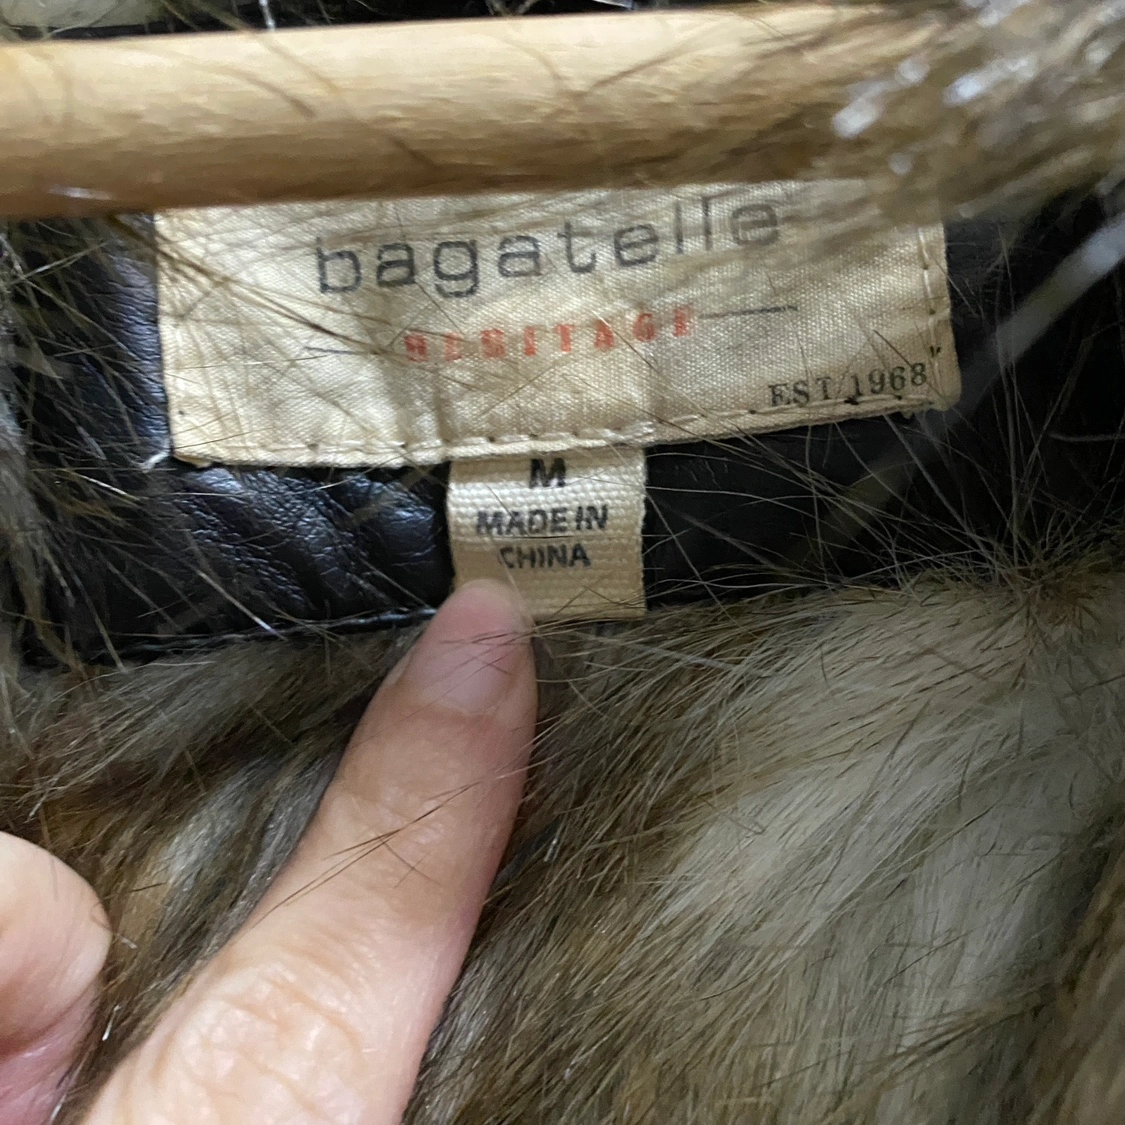 bagatelle
HERITAGE
EST 1968
M
MADE IN
CHINA